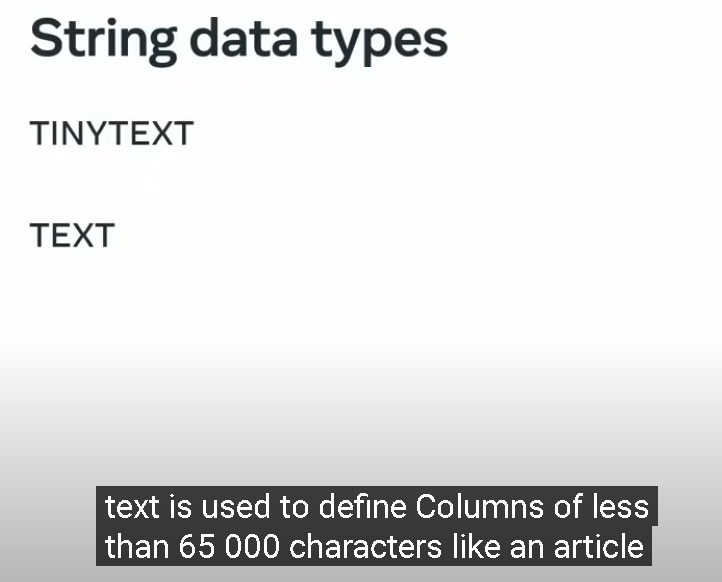 String data types
TINYTEXT
TEXT
text is used to define Columns of less
than 65 000 characters like an article